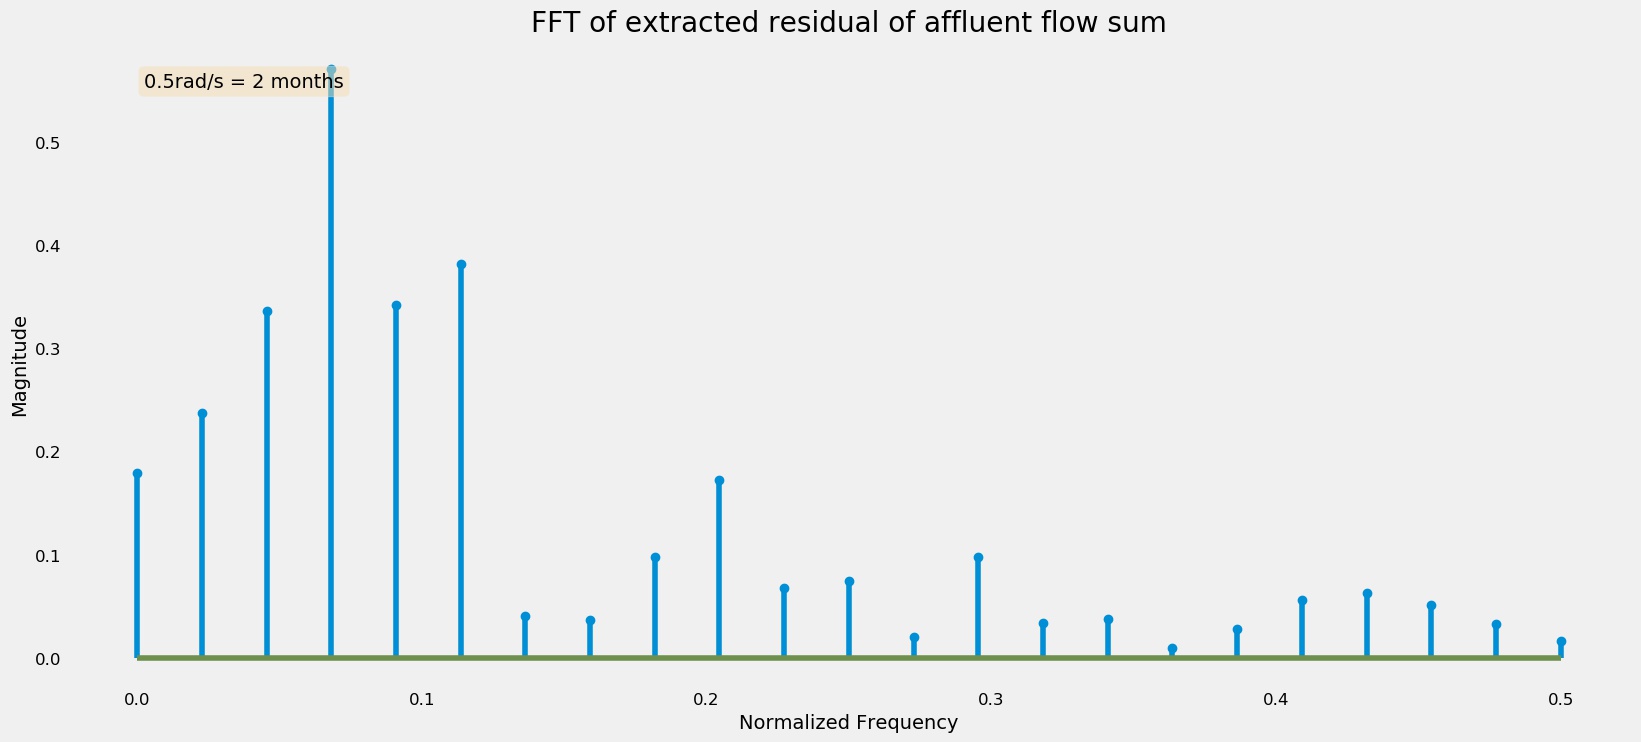 FFT of extracted residual of affluent flow sum
0.5rad/s = 2 months
0.5
0.4
0.3
0.2
0.1
0.0
Magnitude
0.0 0.1 0.2 0.3 0.4 0.5
Normalized Frequency